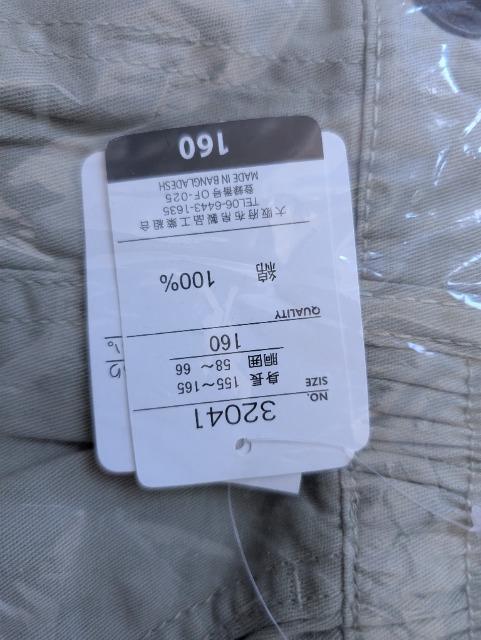 NO.
32041
SIZE
身長 155~165
胴囲 58~ 66
160
QUALITY
綿 100%
大阪府布帛製品工業組合
TEL06-6443-1635
登録番号 OF-025
MADE IN BANGLADESH
160